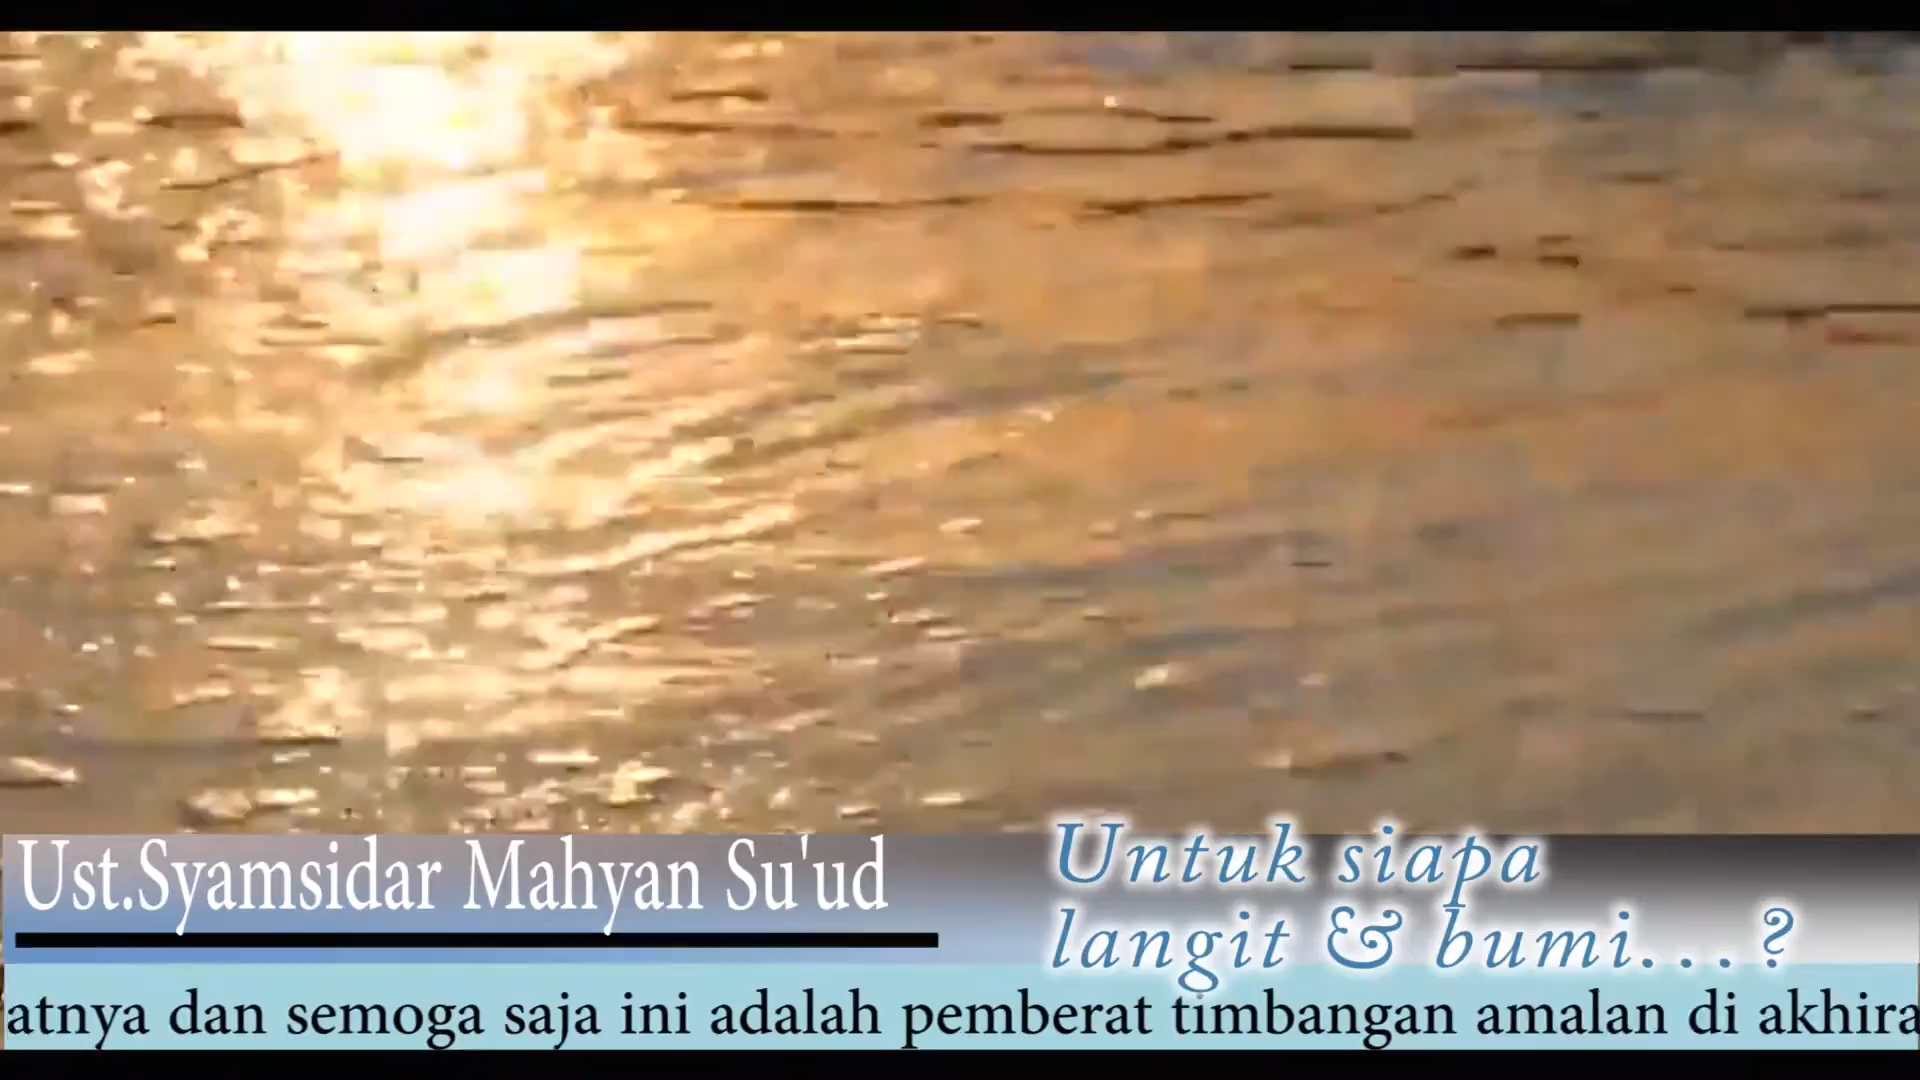 Ust.Syamsidar Mahyan Su'ud
Untuk siapa
langit & bumi...?
atnya dan semoga saja ini adalah pemberat timbangan amalan di akhira